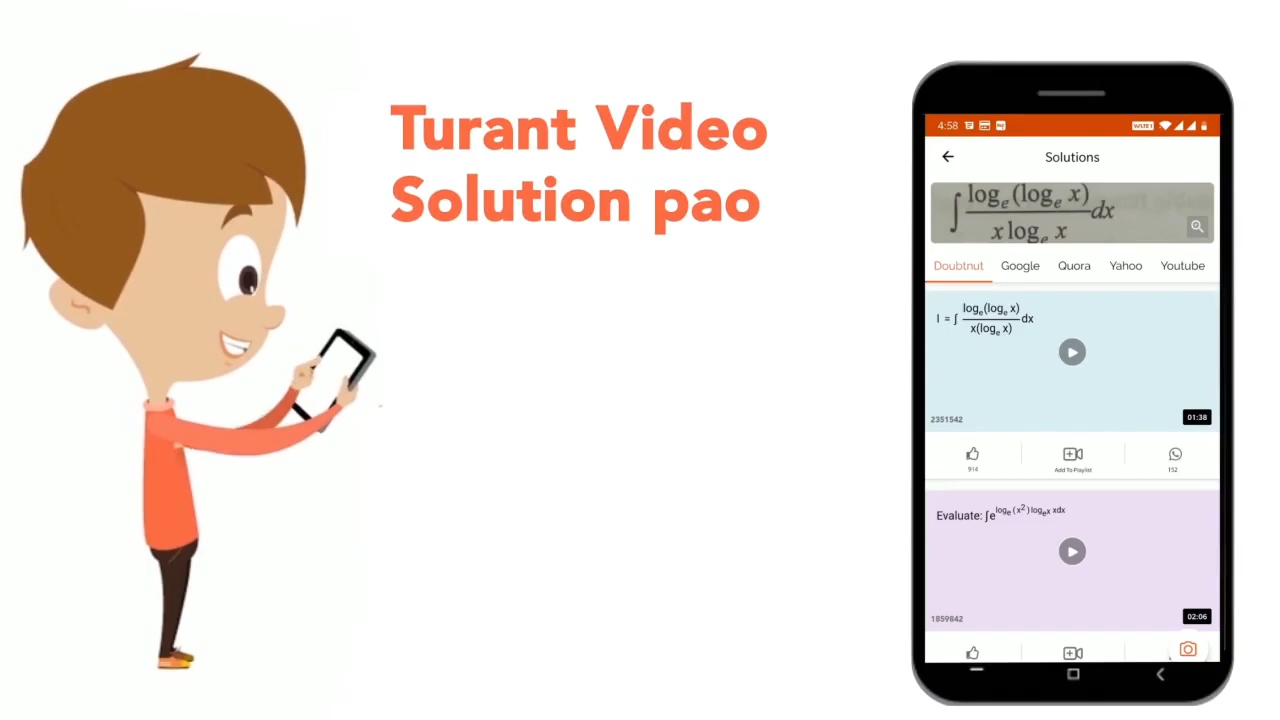 Turant Video
Solution pao
4:58
Solutions
∫ logₑ(logₑ x) / x logₑ x dx
Doubtnut Google Quora Yahoo Youtube
I = ∫ logₑ(logₑ x) / x(logₑ x) dx
2351542 01:38
914 Add To Playlist 152
Evaluate: ∫e^logₑ(x²)logₑx xdx
1859842 02:06